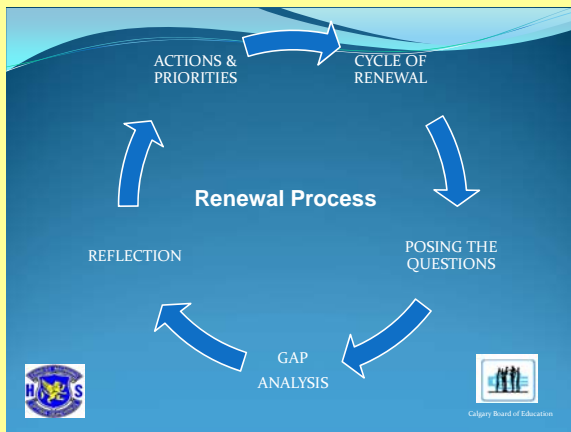 ACTIONS &
PRIORITIES
CYCLE OF
RENEWAL
Renewal Process
REFLECTION
POSING THE
QUESTIONS
GAP
ANALYSIS
H S
Calgary Board of Education